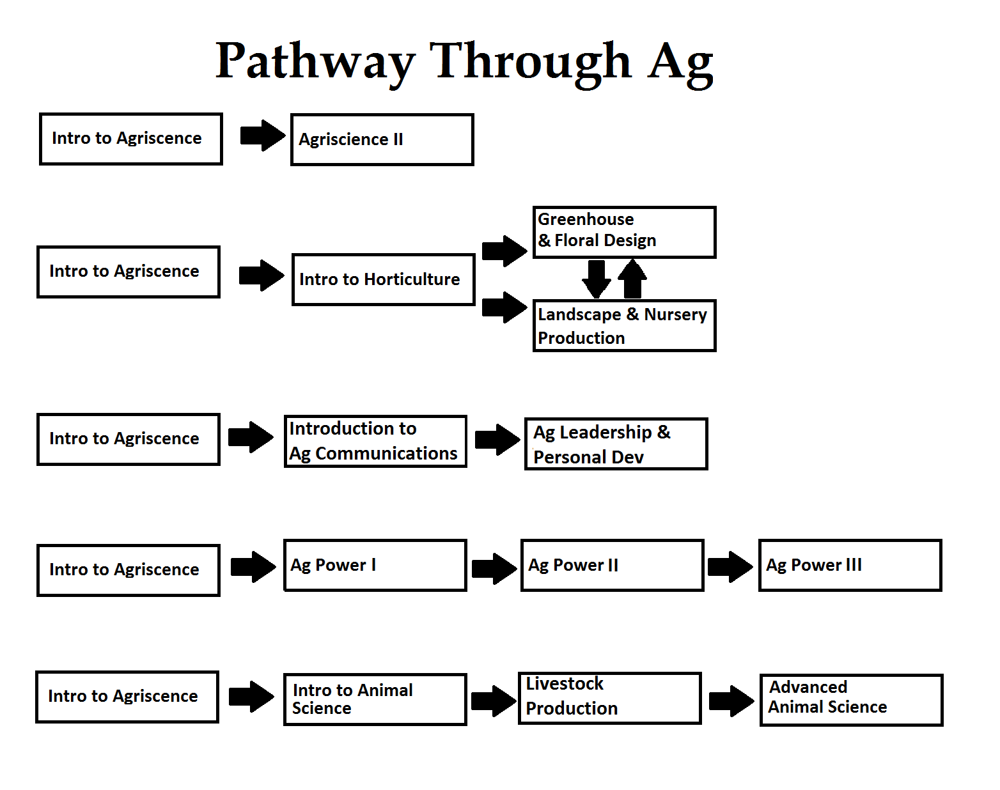 Pathway Through Ag
Intro to Agriscence
Agriscience II
Greenhouse
& Floral Design
Intro to Agriscence
Intro to Horticulture
Landscape & Nursery
Production
Intro to Agriscence
Introduction to
Ag Communications
Ag Leadership &
Personal Dev
Intro to Agriscence
Ag Power I
Ag Power II
Ag Power III
Intro to Agriscence
Intro to Animal
Science
Livestock
Production
Advanced
Animal Science